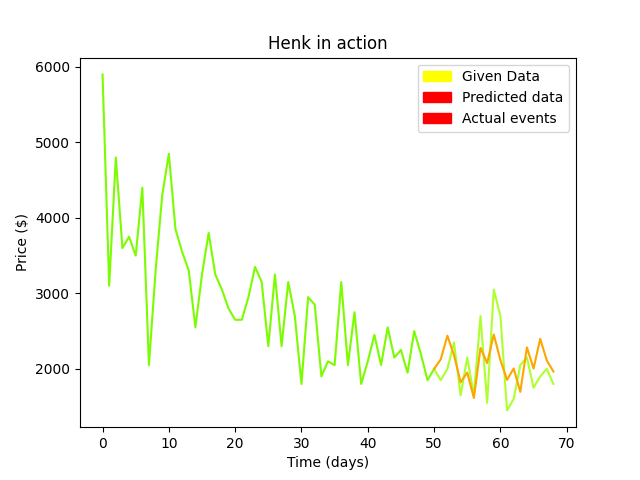 Henk in action
Given Data
Predicted data
Actual events
Price ($)
6000
5000
4000
3000
2000
0 10 20 30 40 50 60 70
Time (days)